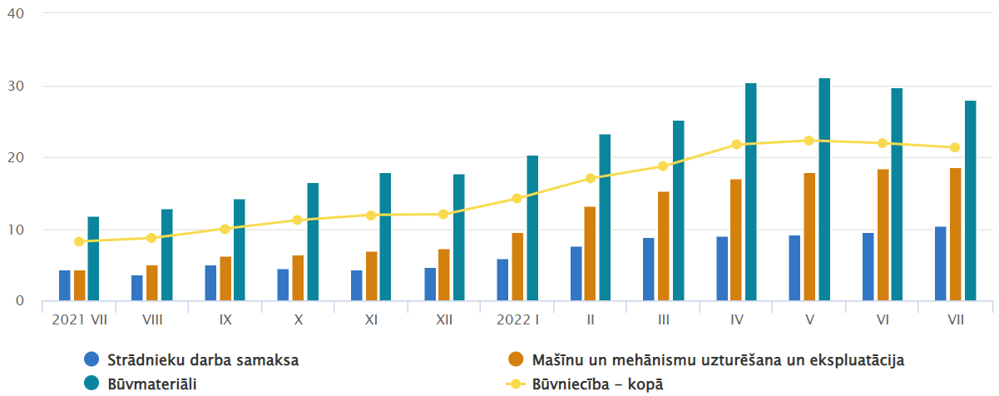 40
30
20
10
0
2021 VII VIII IX X XI XII 2022 I II III IV V VI VII
Strādnieku darba samaksa
Mašīnu un mehānismu uzturēšana un ekspluatācija
Būvmateriāli
Būvniecība – kopā